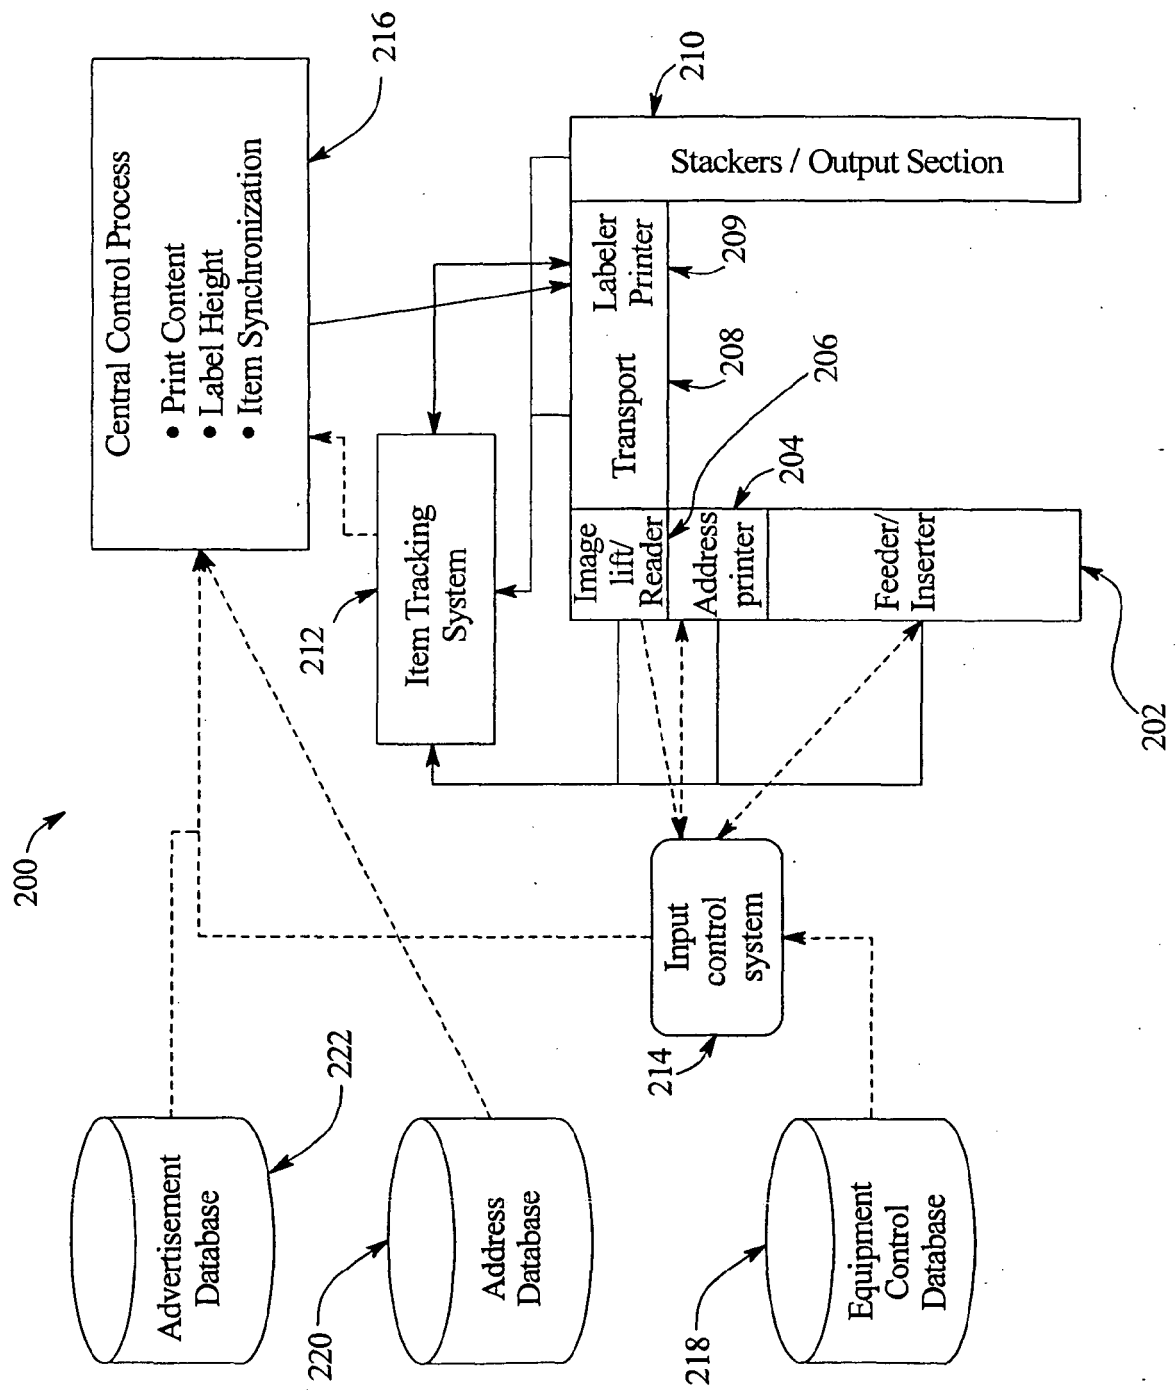 200
Advertisement
Database
222
Central Control Process
• Print Content
• Label Height
• Item Synchronization
216
Address
Database
220
Item Tracking
System
212
Equipment
Control
Database
218
Input
control
system
214
Image
lift/
Reader
206
Address
printer
204
Feeder/
Inserter
202
Transport
208
Labeler
Printer
209
Stackers / Output Section
210